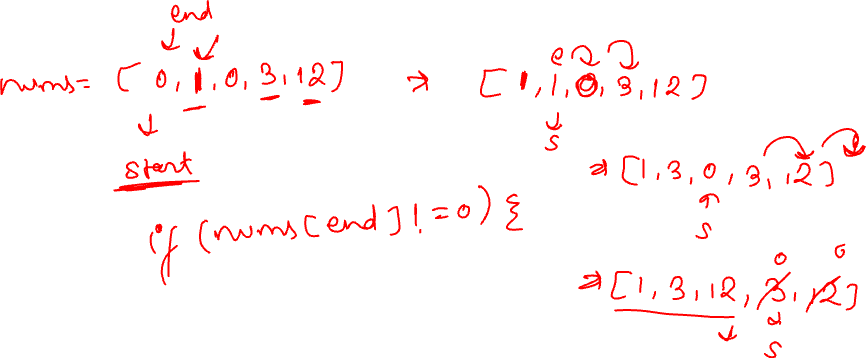 end
nums = [0, 1, 0, 3, 12] → [1, 1, 0, 3, 12]
e
s
start
⇒ [1, 3, 0, 3, 12]
e
s
if (nums[end] != 0) {
0 0
⇒ [1, 3, 12, 3, 12]
s